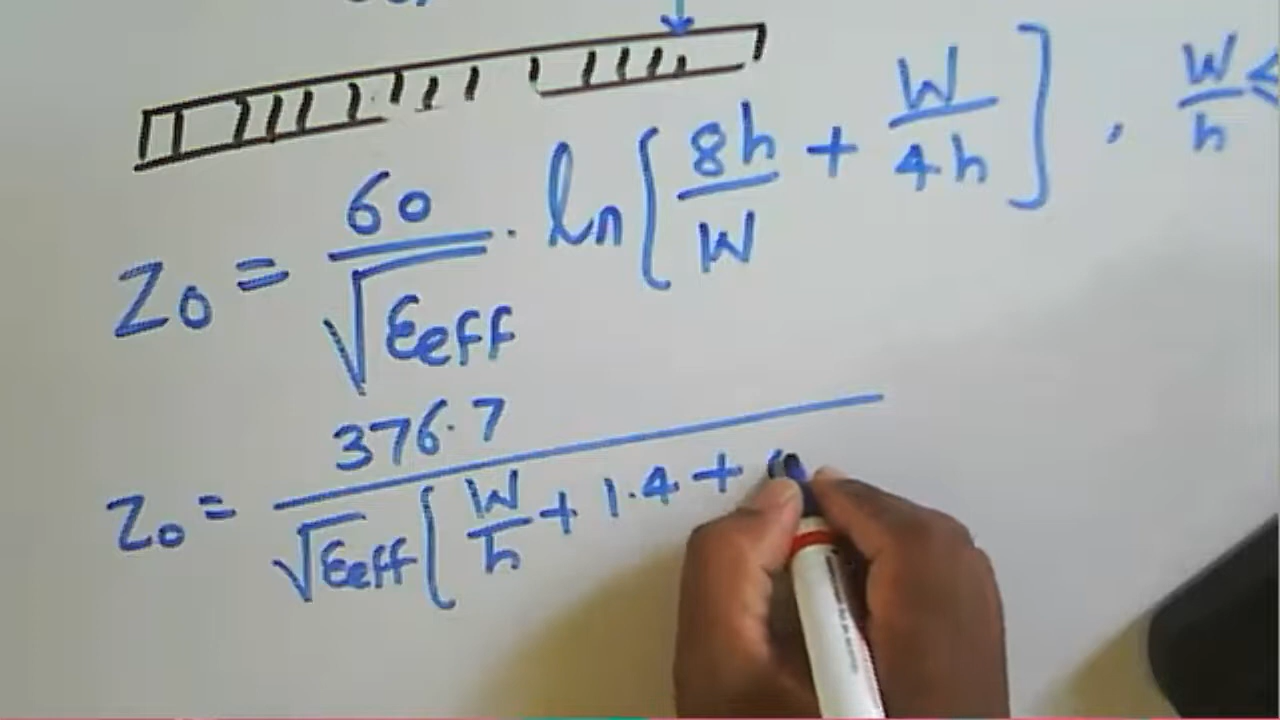 Z0 = 60/√εeff · ln[8h/W + W/4h] , W/h ≤
Z0 = 376.7/√εeff[W/h + 1.4 +